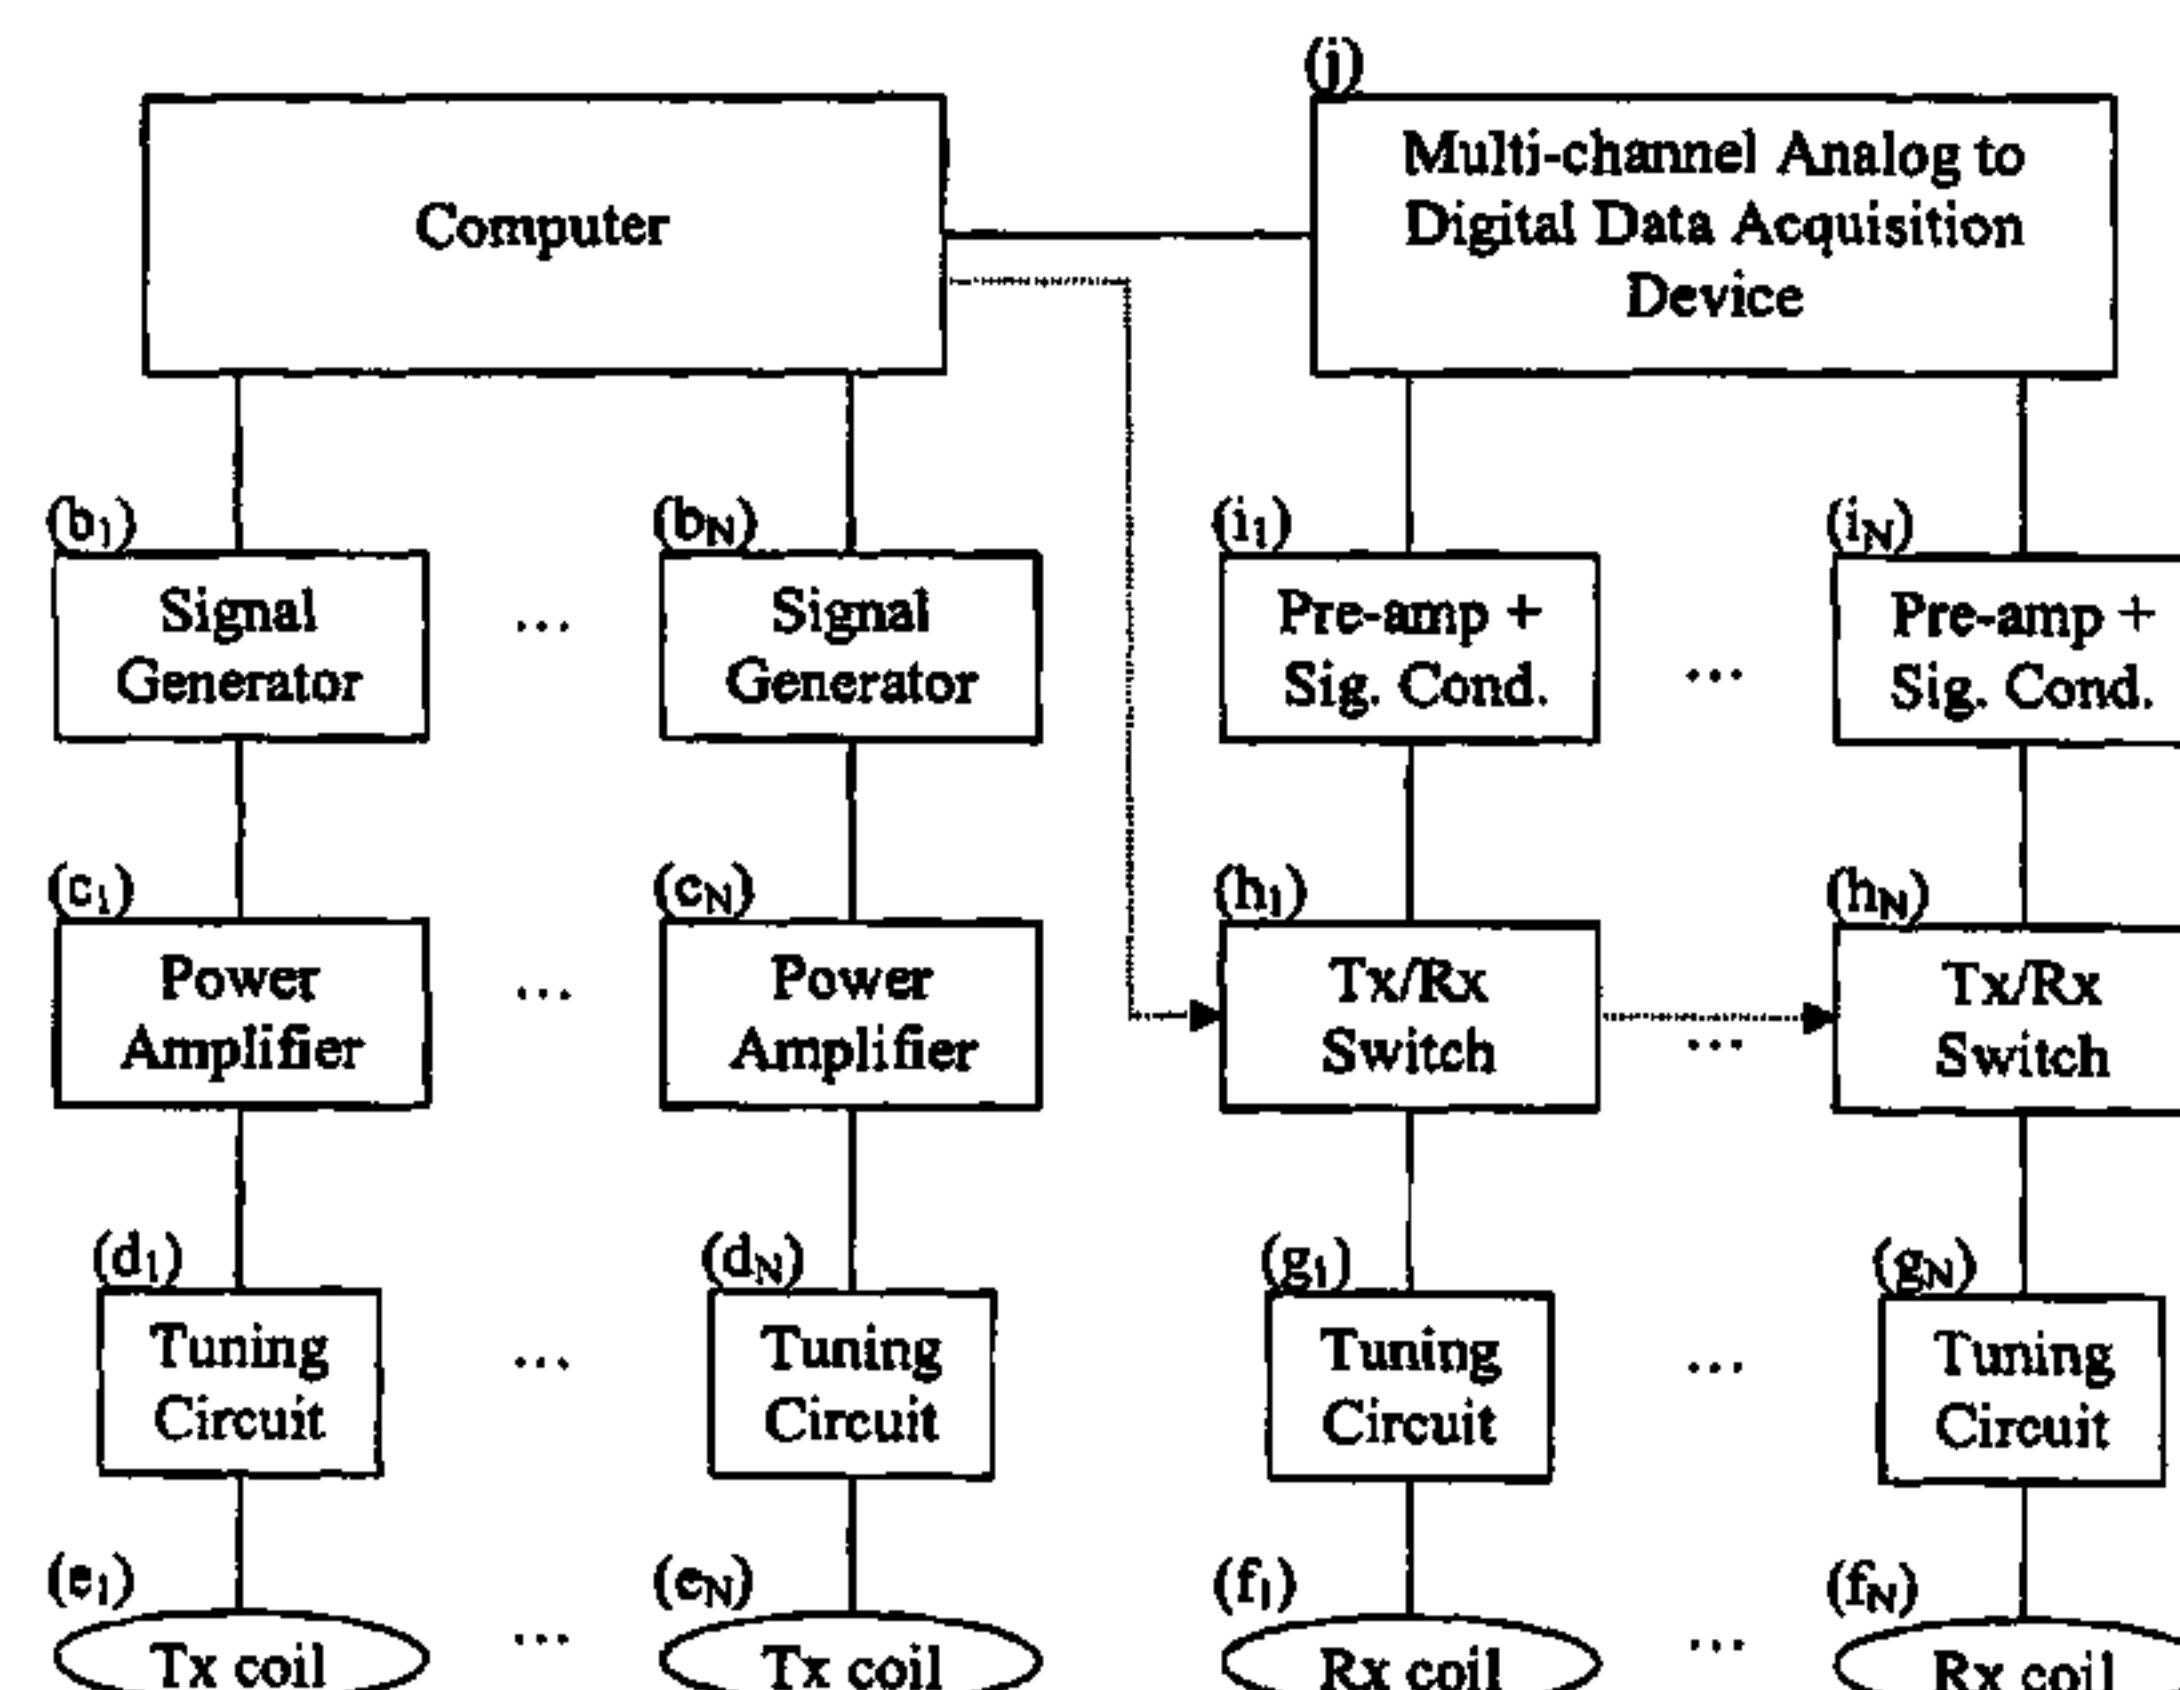 (j)
Computer
Multi-channel Analog to
Digital Data Acquisition
Device
(b1)
(bN)
(i1)
(iN)
Signal
Generator
...
Signal
Generator
Pre-amp +
Sig. Cond.
...
Pre-amp +
Sig. Cond.
(c1)
(cN)
(h1)
(hN)
Power
Amplifier
...
Power
Amplifier
Tx/Rx
Switch
...
Tx/Rx
Switch
(d1)
(dN)
(g1)
(gN)
Tuning
Circuit
...
Tuning
Circuit
Tuning
Circuit
...
Tuning
Circuit
(e1)
(eN)
(f1)
(fN)
Tx coil
...
Tx coil
Rx coil
...
Rx coil